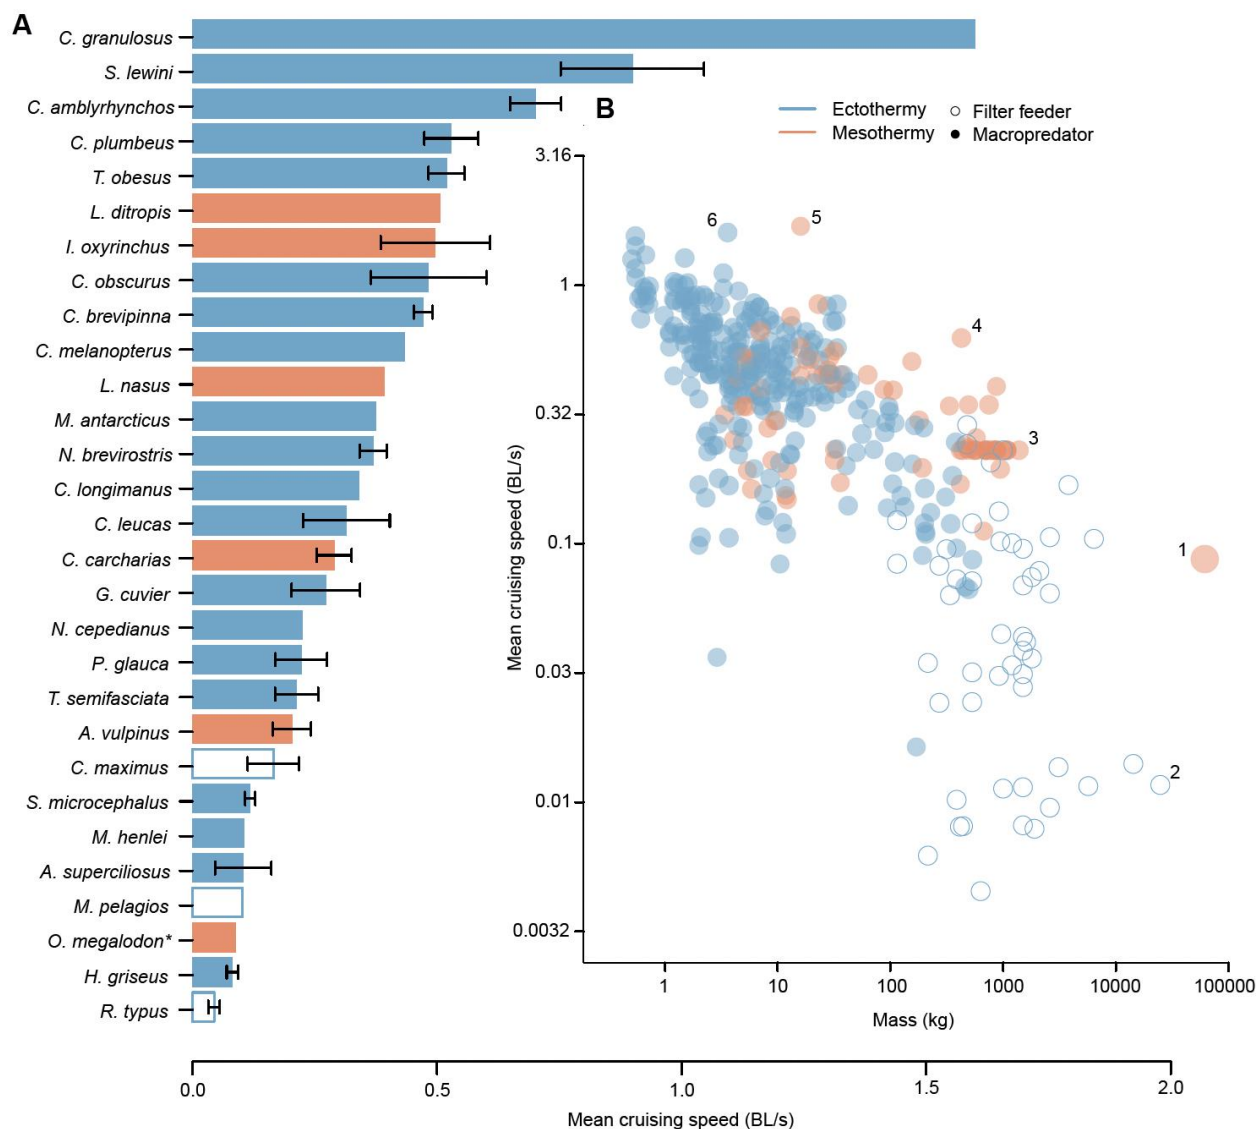 A
C. granulosus
S. lewini
C. amblyrhynchos
C. plumbeus
T. obesus
L. ditropis
I. oxyrinchus
C. obscurus
C. brevipinna
C. melanopterus
L. nasus
M. antarcticus
N. brevirostris
C. longimanus
C. leucas
C. carcharias
G. cuvier
N. cepedianus
P. glauca
T. semifasciata
A. vulpinus
C. maximus
S. microcephalus
M. henlei
A. superciliosus
M. pelagios
O. megalodon*
H. griseus
R. typus
0.0 0.5 1.0 1.5 2.0
Mean cruising speed (BL/s)
B
Ectothermy Filter feeder
Mesothermy Macropredator
3.16
1
0.32
0.1
0.03
0.01
0.0032
Mean cruising speed (BL/s)
6
5
4
3
1
2
1 10 100 1000 10000 100000
Mass (kg)